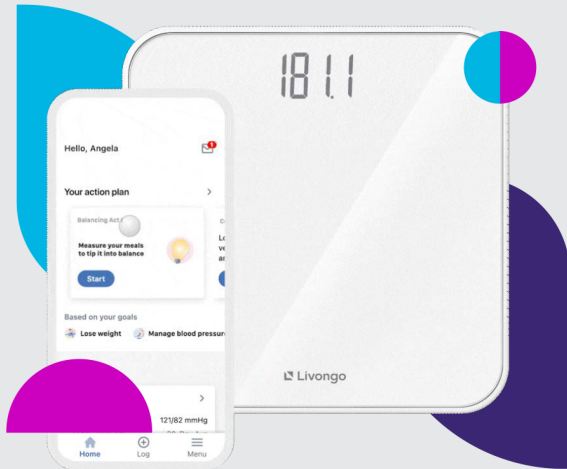 181.1
Hello, Angela
1
Your action plan >
Balancing Act
Measure your meals
to tip it into balance
Start
Based on your goals
Lose weight Manage blood pressure
>
121/82 mmHg
Home Log Menu
Livongo